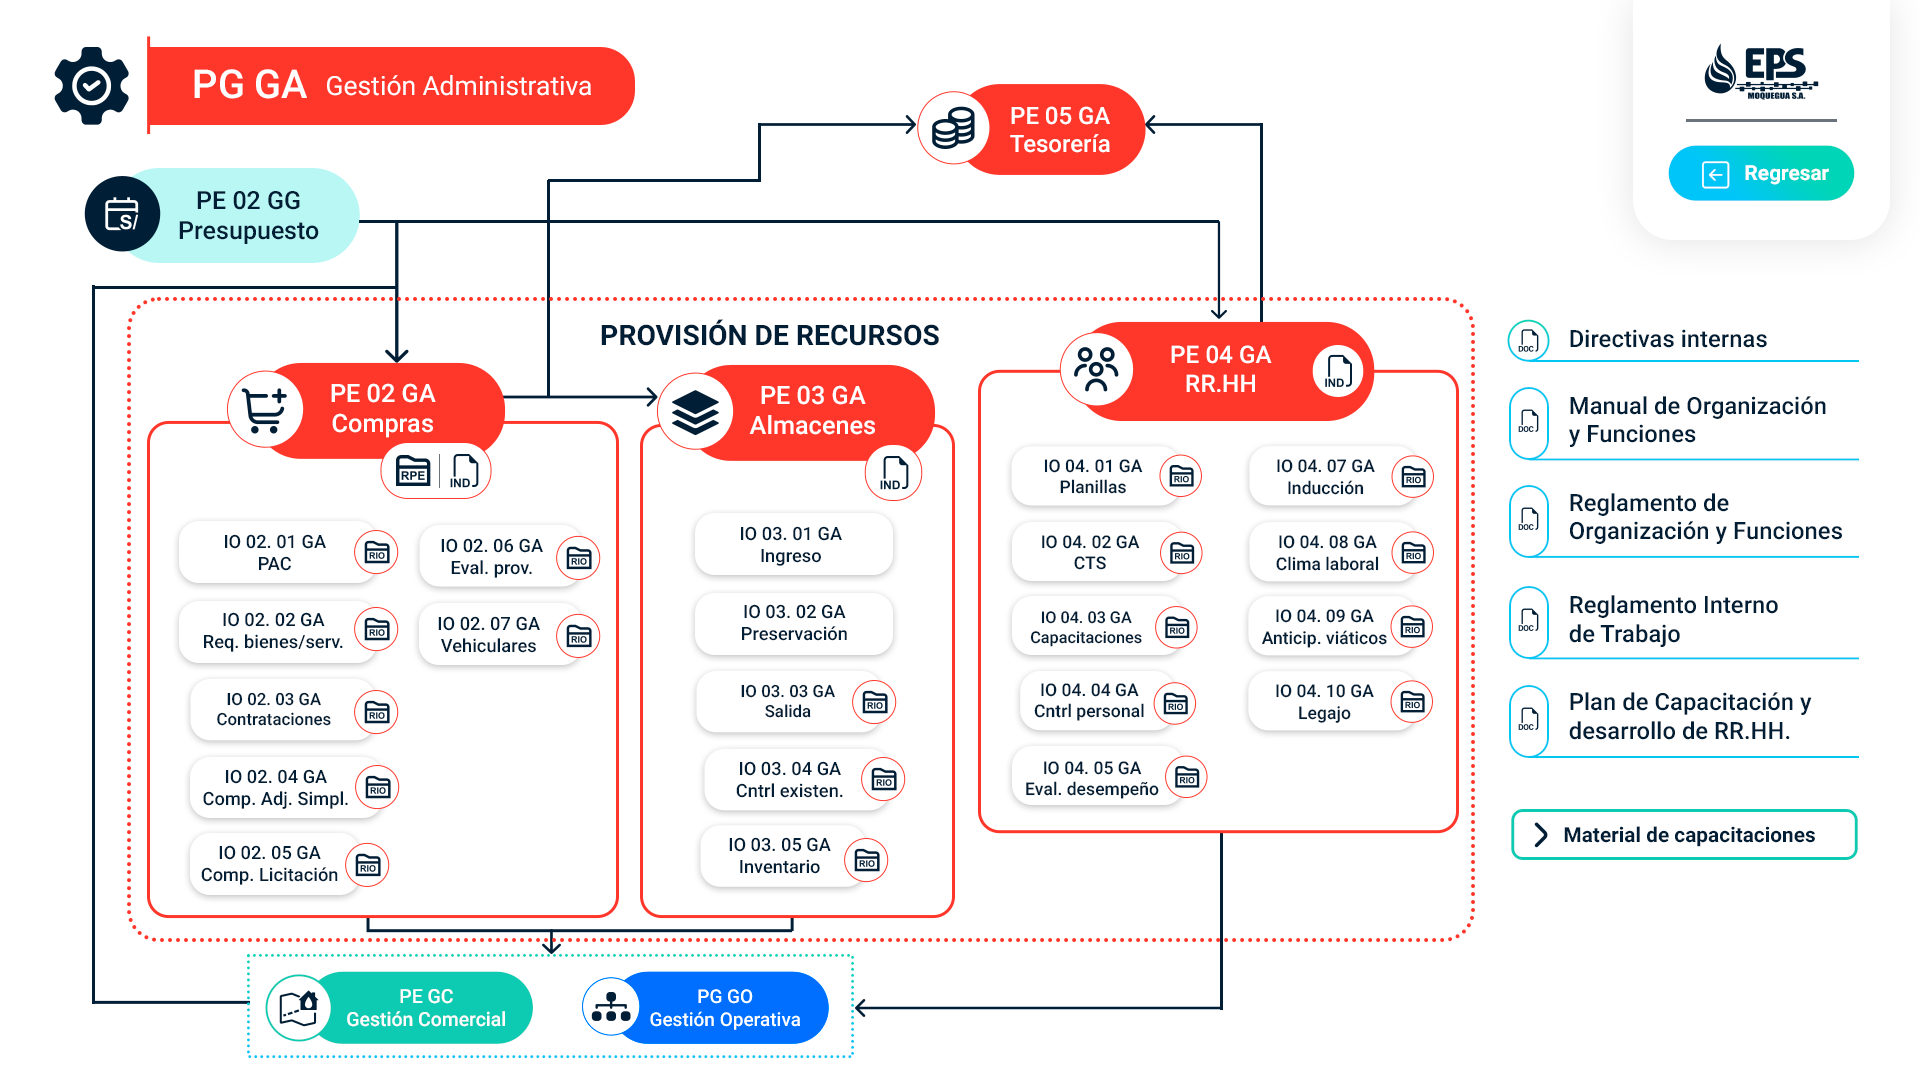 PG GA Gestión Administrativa
EPS
MOQUEGUA S.A.
Regresar
PE 05 GA
Tesorería
S/
PE 02 GG
Presupuesto
PROVISIÓN DE RECURSOS
PE 02 GA
Compras
RPE
IND
IO 02. 01 GA
PAC
RIO
IO 02. 02 GA
Req. bienes/serv.
RIO
IO 02. 03 GA
Contrataciones
RIO
IO 02. 04 GA
Comp. Adj. Simpl.
RIO
IO 02. 05 GA
Comp. Licitación
RIO
IO 02. 06 GA
Eval. prov.
RIO
IO 02. 07 GA
Vehiculares
RIO
PE 03 GA
Almacenes
IND
IO 03. 01 GA
Ingreso
IO 03. 02 GA
Preservación
IO 03. 03 GA
Salida
RIO
IO 03. 04 GA
Cntrl existen.
RIO
IO 03. 05 GA
Inventario
RIO
PE 04 GA
RR.HH
IND
IO 04. 01 GA
Planillas
RIO
IO 04. 02 GA
CTS
RIO
IO 04. 03 GA
Capacitaciones
RIO
IO 04. 04 GA
Cntrl personal
RIO
IO 04. 05 GA
Eval. desempeño
RIO
IO 04. 07 GA
Inducción
RIO
IO 04. 08 GA
Clima laboral
RIO
IO 04. 09 GA
Anticip. viáticos
RIO
IO 04. 10 GA
Legajo
RIO
PE GC
Gestión Comercial
PG GO
Gestión Operativa
DOC
Directivas internas
DOC
Manual de Organización
y Funciones
DOC
Reglamento de
Organización y Funciones
DOC
Reglamento Interno
de Trabajo
DOC
Plan de Capacitación y
desarrollo de RR.HH.
Material de capacitaciones